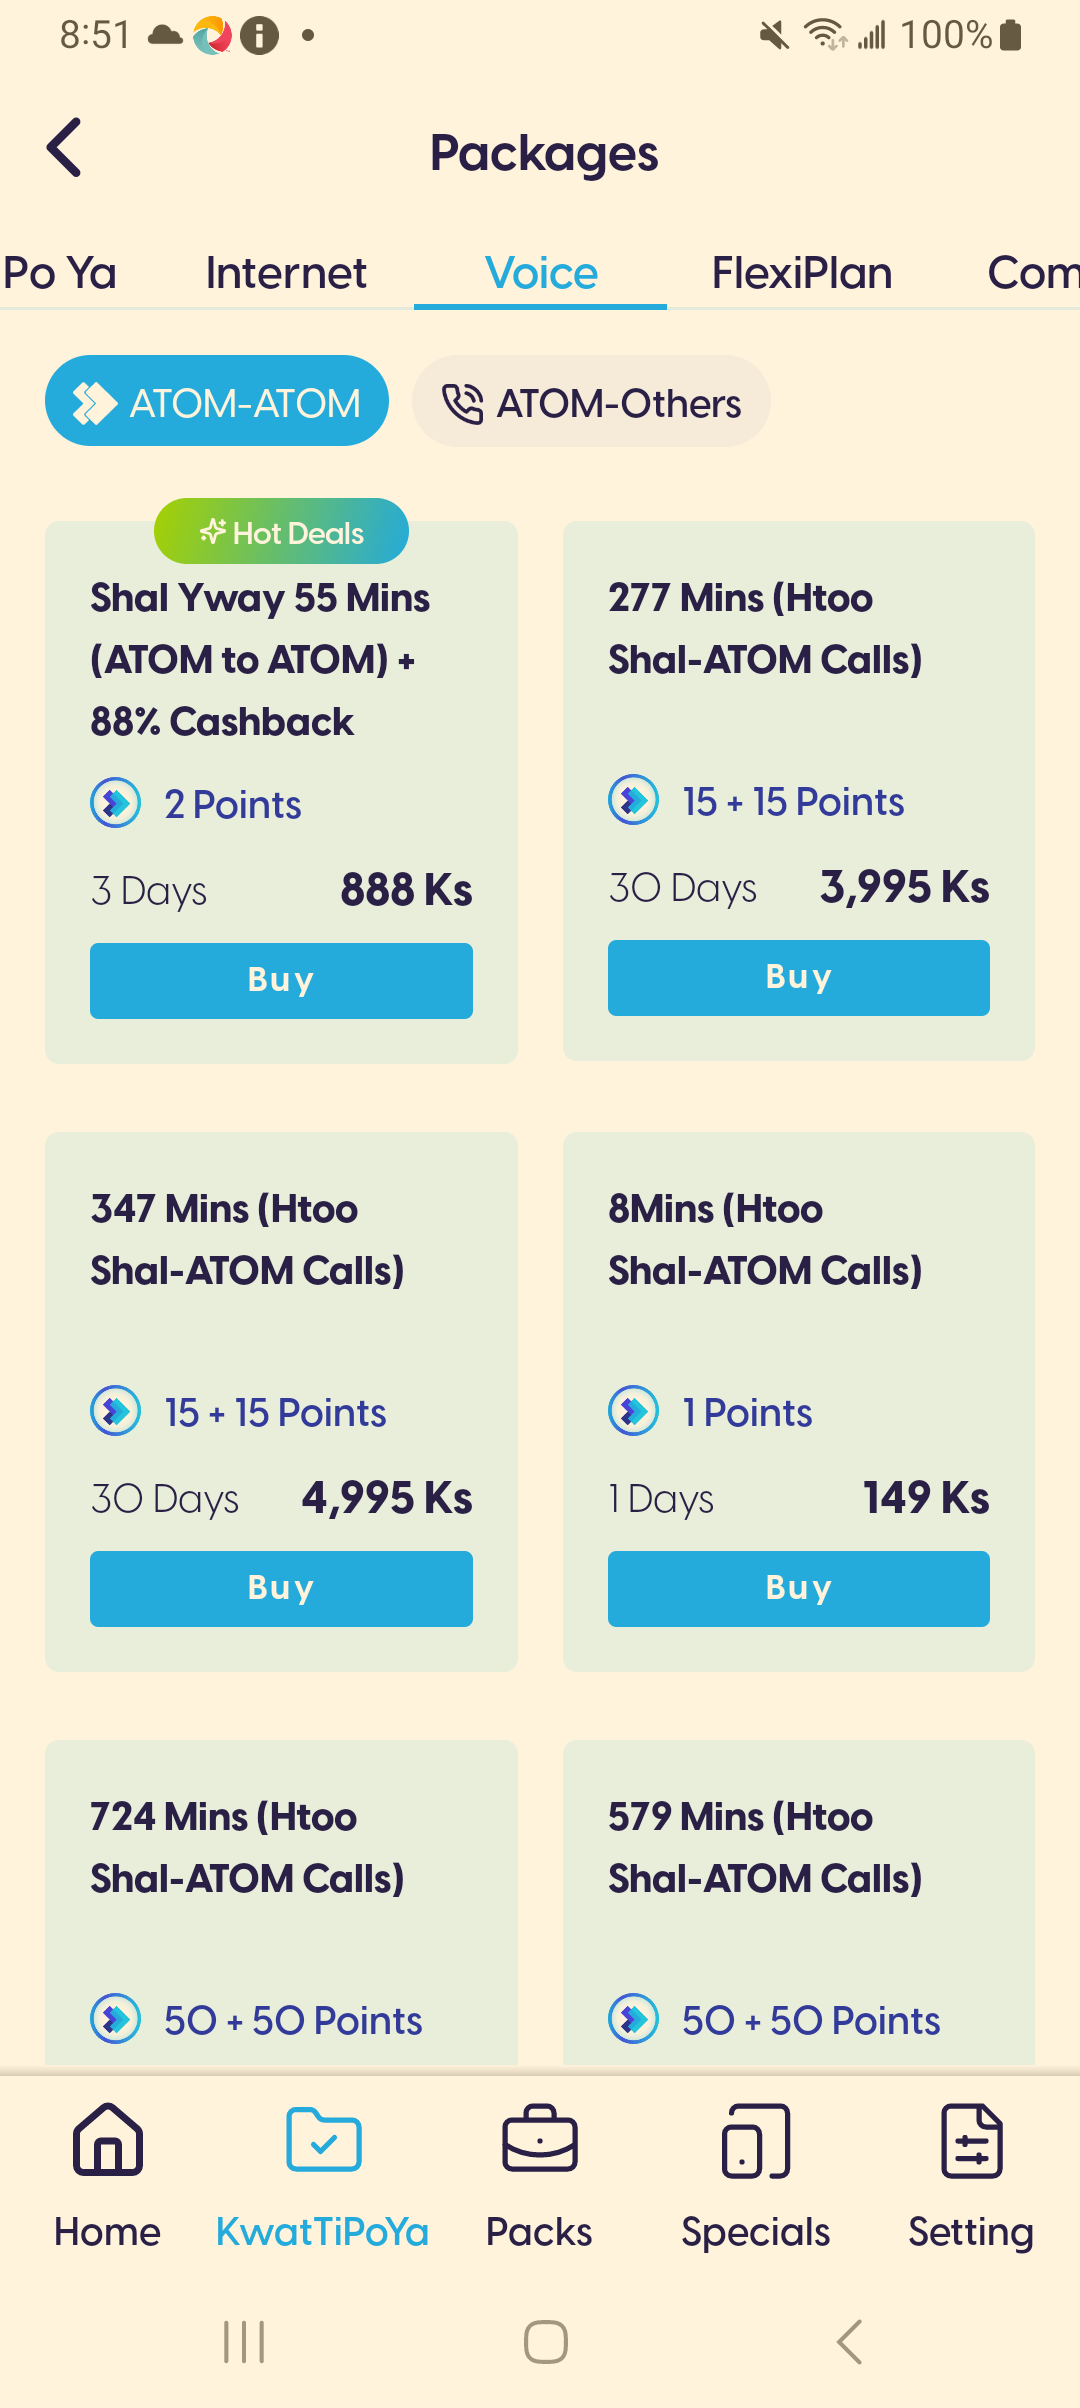 8:51
100%
Packages
Po Ya Internet Voice FlexiPlan Com
ATOM-ATOM ATOM-Others
Hot Deals
Shal Yway 55 Mins
(ATOM to ATOM) +
88% Cashback
2 Points
3 Days 888 Ks
Buy
277 Mins (Htoo
Shal-ATOM Calls)
15 + 15 Points
30 Days 3,995 Ks
Buy
347 Mins (Htoo
Shal-ATOM Calls)
15 + 15 Points
30 Days 4,995 Ks
Buy
8Mins (Htoo
Shal-ATOM Calls)
1 Points
1 Days 149 Ks
Buy
724 Mins (Htoo
Shal-ATOM Calls)
50 + 50 Points
579 Mins (Htoo
Shal-ATOM Calls)
50 + 50 Points
Home KwatTiPoYa Packs Specials Setting